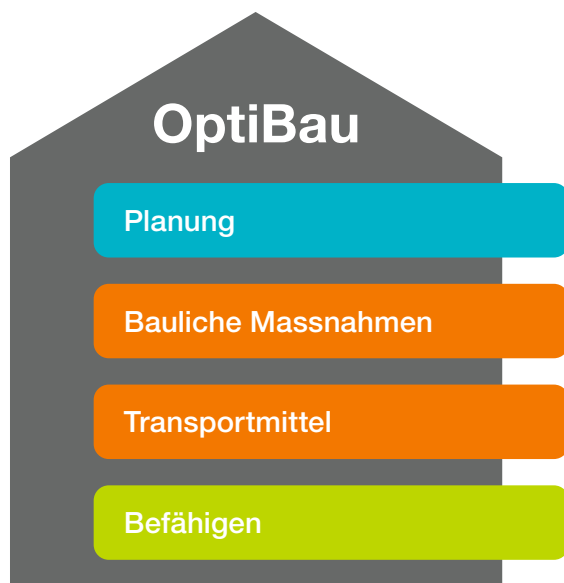 OptiBau
Planung
Bauliche Massnahmen
Transportmittel
Befähigen